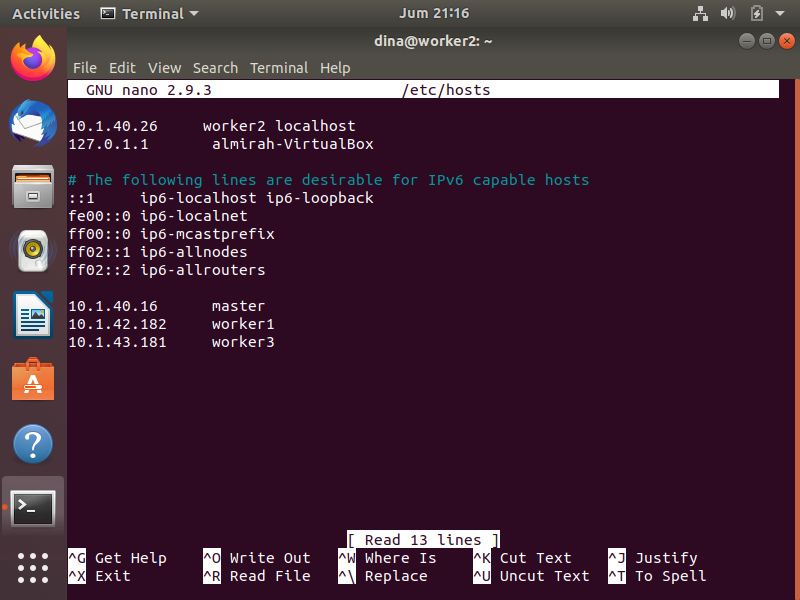 Activities Terminal Jum 21:16
dina@worker2: ~
File Edit View Search Terminal Help
GNU nano 2.9.3 /etc/hosts
10.1.40.26 worker2 localhost
127.0.1.1 almirah-VirtualBox
# The following lines are desirable for IPv6 capable hosts
::1 ip6-localhost ip6-loopback
fe00::0 ip6-localnet
ff00::0 ip6-mcastprefix
ff02::1 ip6-allnodes
ff02::2 ip6-allrouters
10.1.40.16 master
10.1.42.182 worker1
10.1.43.181 worker3
[ Read 13 lines ]
^G Get Help ^O Write Out ^W Where Is ^K Cut Text ^J Justify
^X Exit ^R Read File ^\ Replace ^U Uncut Text ^T To Spell